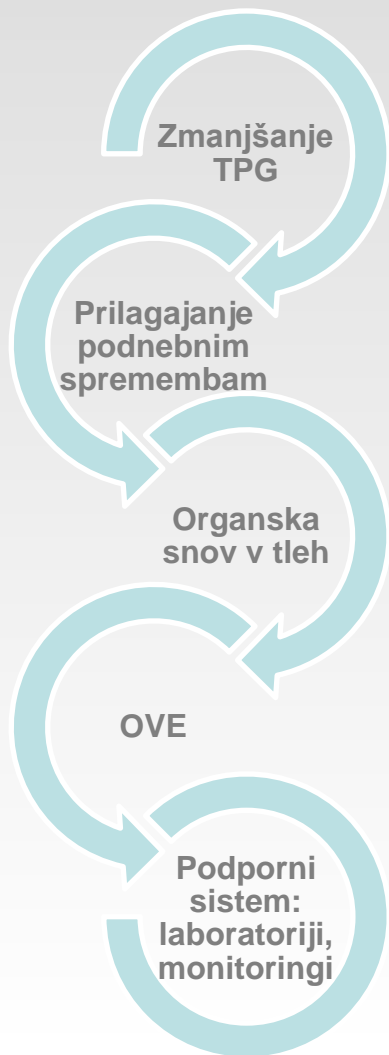 Zmanjšanje
TPG
Prilagajanje
podnebnim
spremembam
Organska
snov v tleh
OVE
Podporni
sistem:
laboratoriji,
monitoringi